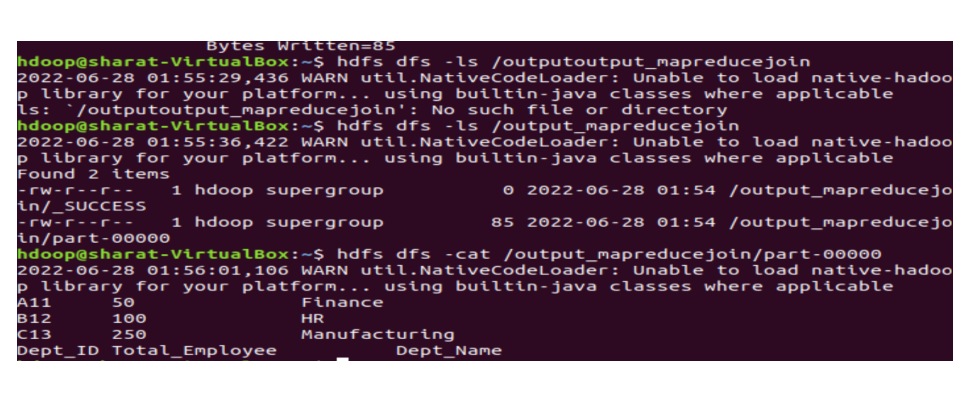 Bytes Written=85
hdoop@sharat-VirtualBox:~$ hdfs dfs -ls /outputoutput_mapreducejoin
2022-06-28 01:55:29,436 WARN util.NativeCodeLoader: Unable to load native-hadoo
p library for your platform... using builtin-java classes where applicable
ls: `/outputoutput_mapreducejoin': No such file or directory
hdoop@sharat-VirtualBox:~$ hdfs dfs -ls /output_mapreducejoin
2022-06-28 01:55:36,422 WARN util.NativeCodeLoader: Unable to load native-hadoo
p library for your platform... using builtin-java classes where applicable
Found 2 items
-rw-r--r--   1 hdoop supergroup          0 2022-06-28 01:54 /output_mapreducejo
in/_SUCCESS
-rw-r--r--   1 hdoop supergroup         85 2022-06-28 01:54 /output_mapreducejo
in/part-00000
hdoop@sharat-VirtualBox:~$ hdfs dfs -cat /output_mapreducejoin/part-00000
2022-06-28 01:56:01,106 WARN util.NativeCodeLoader: Unable to load native-hadoo
p library for your platform... using builtin-java classes where applicable
A11     50              Finance
B12     100             HR
C13     250             Manufacturing
Dept_ID Total_Employee          Dept_Name